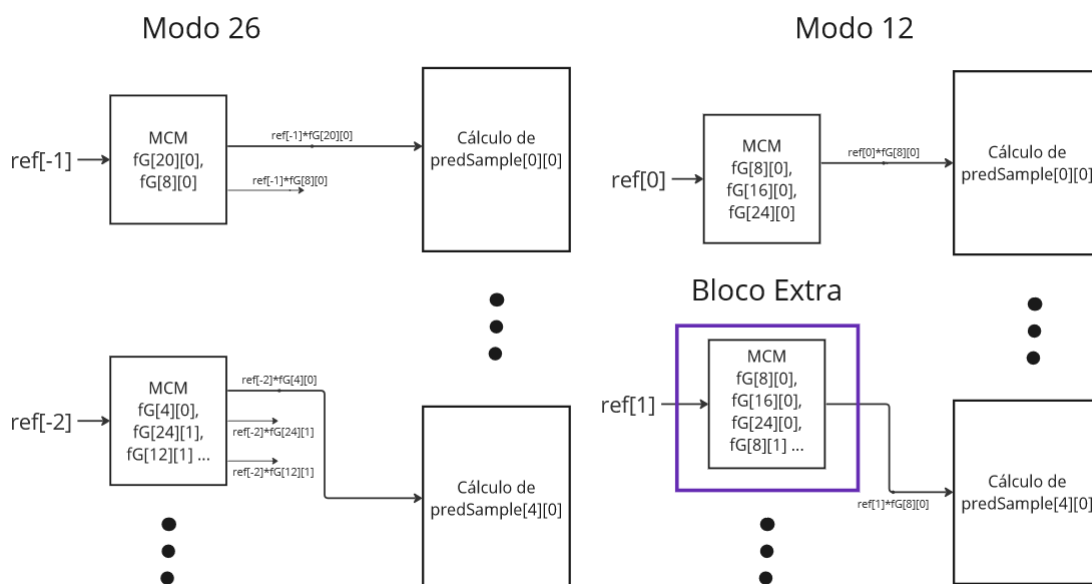 Modo 26
ref[-1]
MCM
fG[20][0],
fG[8][0]
ref[-1]*fG[20][0]
ref[-1]*fG[8][0]
Cálculo de
predSample[0][0]
ref[-2]
MCM
fG[4][0],
fG[24][1],
fG[12][1] ...
ref[-2]*fG[4][0]
ref[-2]*fG[24][1]
ref[-2]*fG[12][1]
Cálculo de
predSample[4][0]
Modo 12
ref[0]
MCM
fG[8][0],
fG[16][0],
fG[24][0]
ref[0]*fG[8][0]
Cálculo de
predSample[0][0]
Bloco Extra
ref[1]
MCM
fG[8][0],
fG[16][0],
fG[24][0],
fG[8][1] ...
ref[1]*fG[8][0]
Cálculo de
predSample[4][0]